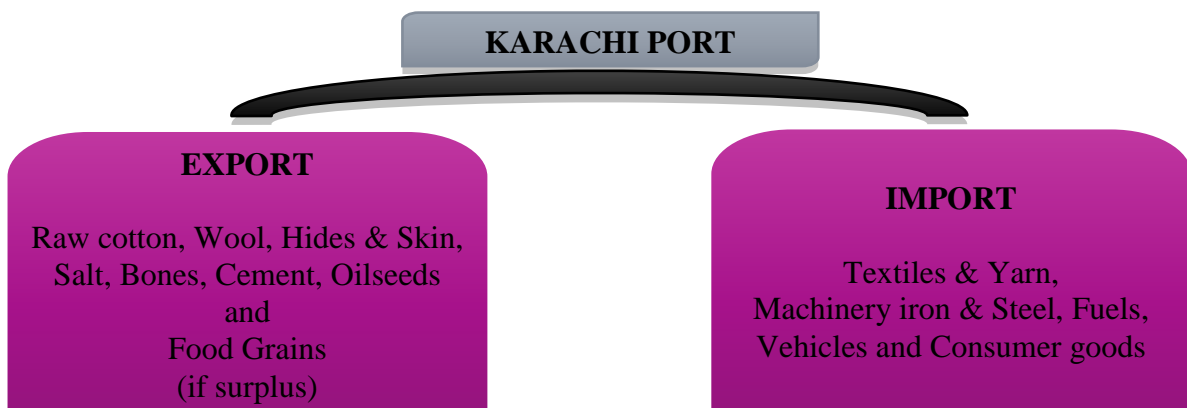 KARACHI PORT
EXPORT
Raw cotton, Wool, Hides & Skin,
Salt, Bones, Cement, Oilseeds
and
Food Grains
(if surplus)
IMPORT
Textiles & Yarn,
Machinery iron & Steel, Fuels,
Vehicles and Consumer goods